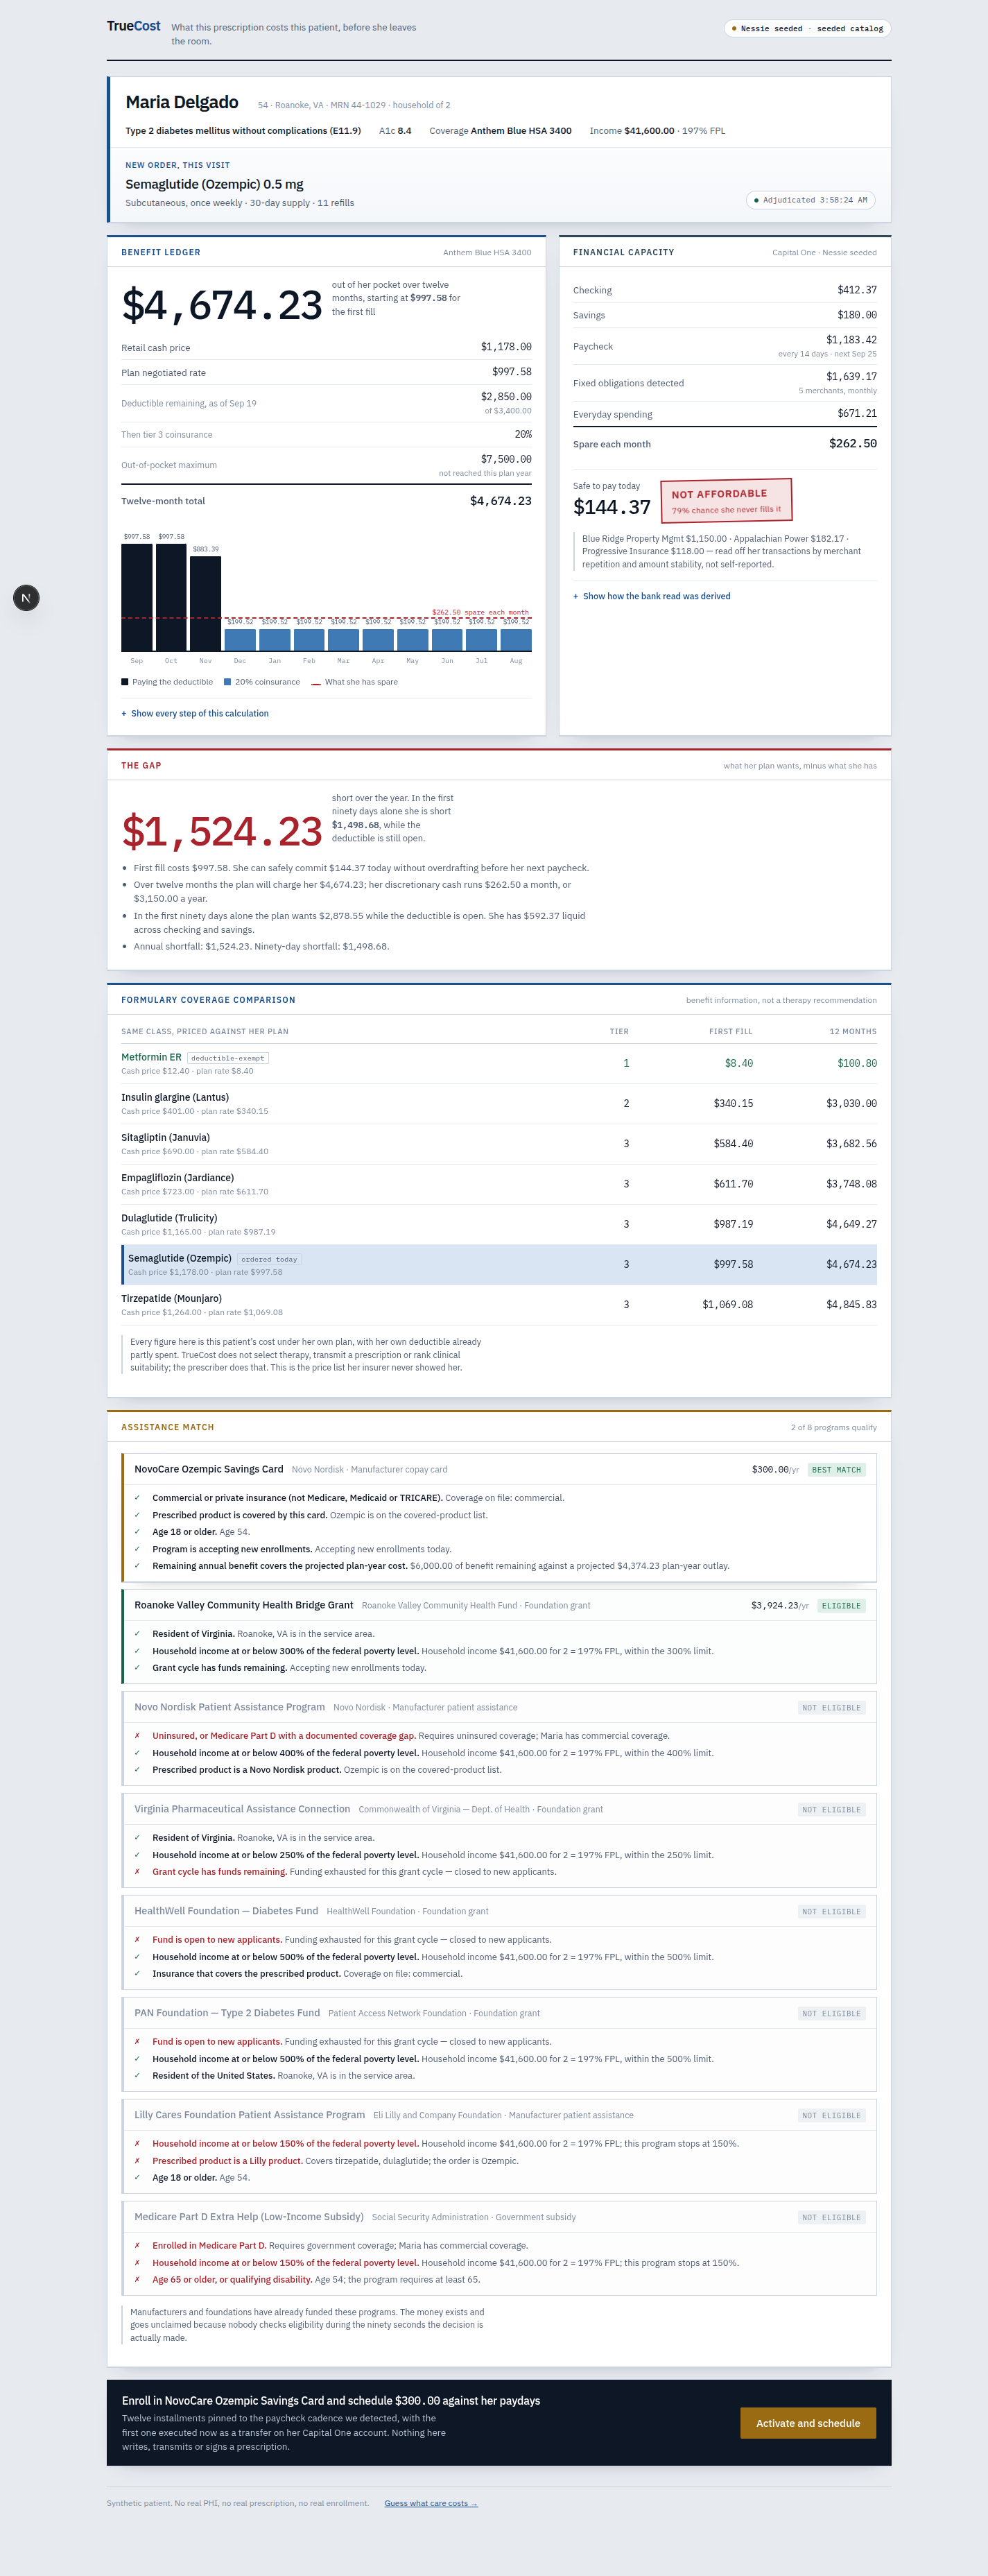 TrueCost
What this prescription costs this patient, before she leaves
the room.
Nessie seeded · seeded catalog
Maria Delgado
54 · Roanoke, VA · MRN 44-1029 · household of 2
Type 2 diabetes mellitus without complications (E11.9) A1c 8.4 Coverage Anthem Blue HSA 3400 Income $41,600.00 · 197% FPL
NEW ORDER, THIS VISIT
Semaglutide (Ozempic) 0.5 mg
Subcutaneous, once weekly · 30-day supply · 11 refills
Adjudicated 3:58:24 AM
BENEFIT LEDGER
Anthem Blue HSA 3400
$4,674.23
out of her pocket over twelve
months, starting at $997.58 for
the first fill
Retail cash price $1,178.00
Plan negotiated rate $997.58
Deductible remaining, as of Sep 19 $2,850.00
of $3,400.00
Then tier 3 coinsurance 20%
Out-of-pocket maximum $7,500.00
not reached this plan year
Twelve-month total $4,674.23
$997.58 $997.58
$883.39
$262.50 spare each month
$199.52 $199.52 $199.52 $199.52 $199.52 $199.52 $199.52 $199.52 $199.52
Sep Oct Nov Dec Jan Feb Mar Apr May Jun Jul Aug
Paying the deductible 20% coinsurance What she has spare
+ Show every step of this calculation
FINANCIAL CAPACITY
Capital One · Nessie seeded
Checking $412.37
Savings $180.00
Paycheck $1,183.42
every 14 days · next Sep 25
Fixed obligations detected $1,639.17
5 merchants, monthly
Everyday spending $671.21
Spare each month $262.50
Safe to pay today
$144.37
NOT AFFORDABLE
79% chance she never fills it
Blue Ridge Property Mgmt $1,150.00 · Appalachian Power $182.17 ·
Progressive Insurance $118.00 — read off her transactions by merchant
repetition and amount stability, not self-reported.
+ Show how the bank read was derived
N
THE GAP
what her plan wants, minus what she has
$1,524.23
short over the year. In the first
ninety days alone she is short
$1,498.68, while the
deductible is still open.
• First fill costs $997.58. She can safely commit $144.37 today without overdrafting before her next paycheck.
• Over twelve months the plan will charge her $4,674.23; her discretionary cash runs $262.50 a month, or
$3,150.00 a year.
• In the first ninety days alone the plan wants $2,878.55 while the deductible is open. She has $592.37 liquid
across checking and savings.
• Annual shortfall: $1,524.23. Ninety-day shortfall: $1,498.68.
FORMULARY COVERAGE COMPARISON
benefit information, not a therapy recommendation
SAME CLASS, PRICED AGAINST HER PLAN TIER FIRST FILL 12 MONTHS
Metformin ER deductible-exempt 1 $8.40 $100.80
Cash price $12.40 · plan rate $8.40
Insulin glargine (Lantus) 2 $340.15 $3,030.00
Cash price $401.00 · plan rate $340.15
Sitagliptin (Januvia) 3 $584.40 $3,682.56
Cash price $690.00 · plan rate $584.40
Empagliflozin (Jardiance) 3 $611.70 $3,748.08
Cash price $723.00 · plan rate $611.70
Dulaglutide (Trulicity) 3 $987.19 $4,649.27
Cash price $1,165.00 · plan rate $987.19
Semaglutide (Ozempic) ordered today 3 $997.58 $4,674.23
Cash price $1,178.00 · plan rate $997.58
Tirzepatide (Mounjaro) 3 $1,069.08 $4,845.83
Cash price $1,264.00 · plan rate $1,069.08
Every figure here is this patient's cost under her own plan, with her own deductible already
partly spent. TrueCost does not select therapy, transmit a prescription or rank clinical
suitability; the prescriber does that. This is the price list her insurer never showed her.
ASSISTANCE MATCH
2 of 8 programs qualify
NovoCare Ozempic Savings Card Novo Nordisk · Manufacturer copay card $300.00/yr BEST MATCH
✓ Commercial or private insurance (not Medicare, Medicaid or TRICARE). Coverage on file: commercial.
✓ Prescribed product is covered by this card. Ozempic is on the covered-product list.
✓ Age 18 or older. Age 54.
✓ Program is accepting new enrollments. Accepting new enrollments today.
✓ Remaining annual benefit covers the projected plan-year cost. $6,000.00 of benefit remaining against a projected $4,374.23 plan-year outlay.
Roanoke Valley Community Health Bridge Grant Roanoke Valley Community Health Fund · Foundation grant $3,924.23/yr ELIGIBLE
✓ Resident of Virginia. Roanoke, VA is in the service area.
✓ Household income at or below 300% of the federal poverty level. Household income $41,600.00 for 2 = 197% FPL, within the 300% limit.
✓ Grant cycle has funds remaining. Accepting new enrollments today.
Novo Nordisk Patient Assistance Program Novo Nordisk · Manufacturer patient assistance NOT ELIGIBLE
✗ Uninsured, or Medicare Part D with a documented coverage gap. Requires uninsured coverage; Maria has commercial coverage.
✓ Household income at or below 400% of the federal poverty level. Household income $41,600.00 for 2 = 197% FPL, within the 400% limit.
✓ Prescribed product is a Novo Nordisk product. Ozempic is on the covered-product list.
Virginia Pharmaceutical Assistance Connection Commonwealth of Virginia — Dept. of Health · Foundation grant NOT ELIGIBLE
✓ Resident of Virginia. Roanoke, VA is in the service area.
✓ Household income at or below 250% of the federal poverty level. Household income $41,600.00 for 2 = 197% FPL, within the 250% limit.
✗ Grant cycle has funds remaining. Funding exhausted for this grant cycle — closed to new applicants.
HealthWell Foundation — Diabetes Fund HealthWell Foundation · Foundation grant NOT ELIGIBLE
✗ Fund is open to new applicants. Funding exhausted for this grant cycle — closed to new applicants.
✓ Household income at or below 500% of the federal poverty level. Household income $41,600.00 for 2 = 197% FPL, within the 500% limit.
✓ Insurance that covers the prescribed product. Coverage on file: commercial.
PAN Foundation — Type 2 Diabetes Fund Patient Access Network Foundation · Foundation grant NOT ELIGIBLE
✗ Fund is open to new applicants. Funding exhausted for this grant cycle — closed to new applicants.
✓ Household income at or below 500% of the federal poverty level. Household income $41,600.00 for 2 = 197% FPL, within the 500% limit.
✓ Resident of the United States. Roanoke, VA is in the service area.
Lilly Cares Foundation Patient Assistance Program Eli Lilly and Company Foundation · Manufacturer patient assistance NOT ELIGIBLE
✗ Household income at or below 150% of the federal poverty level. Household income $41,600.00 for 2 = 197% FPL; this program stops at 150%.
✗ Prescribed product is a Lilly product. Covers tirzepatide, dulaglutide; the order is Ozempic.
✓ Age 18 or older. Age 54.
Medicare Part D Extra Help (Low-Income Subsidy) Social Security Administration · Government subsidy NOT ELIGIBLE
✗ Enrolled in Medicare Part D. Requires government coverage; Maria has commercial coverage.
✗ Household income at or below 150% of the federal poverty level. Household income $41,600.00 for 2 = 197% FPL; this program stops at 150%.
✗ Age 65 or older, or qualifying disability. Age 54; the program requires at least 65.
Manufacturers and foundations have already funded these programs. The money exists and
goes unclaimed because nobody checks eligibility during the ninety seconds the decision is
actually made.
Enroll in NovoCare Ozempic Savings Card and schedule $300.00 against her paydays
Twelve installments pinned to the paycheck cadence we detected, with the
first one executed now as a transfer on her Capital One account. Nothing here
writes, transmits or signs a prescription.
Activate and schedule
Synthetic patient. No real PHI, no real prescription, no real enrollment. Guess what care costs →